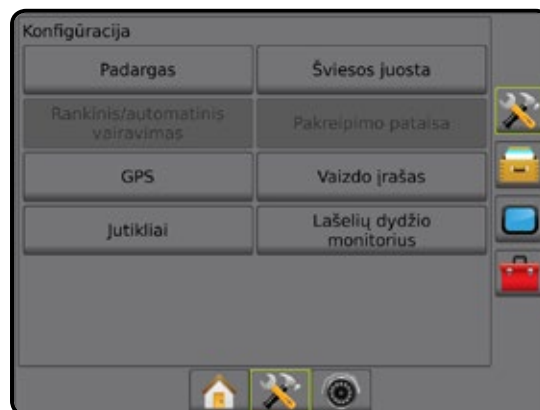 Konfigūracija
Padargas
Šviesos juosta
Rankinis/automatinis
vairavimas
Pakreipimo pataisa
GPS
Vaizdo įrašas
Jutikliai
Lašelių dydžio
monitorius